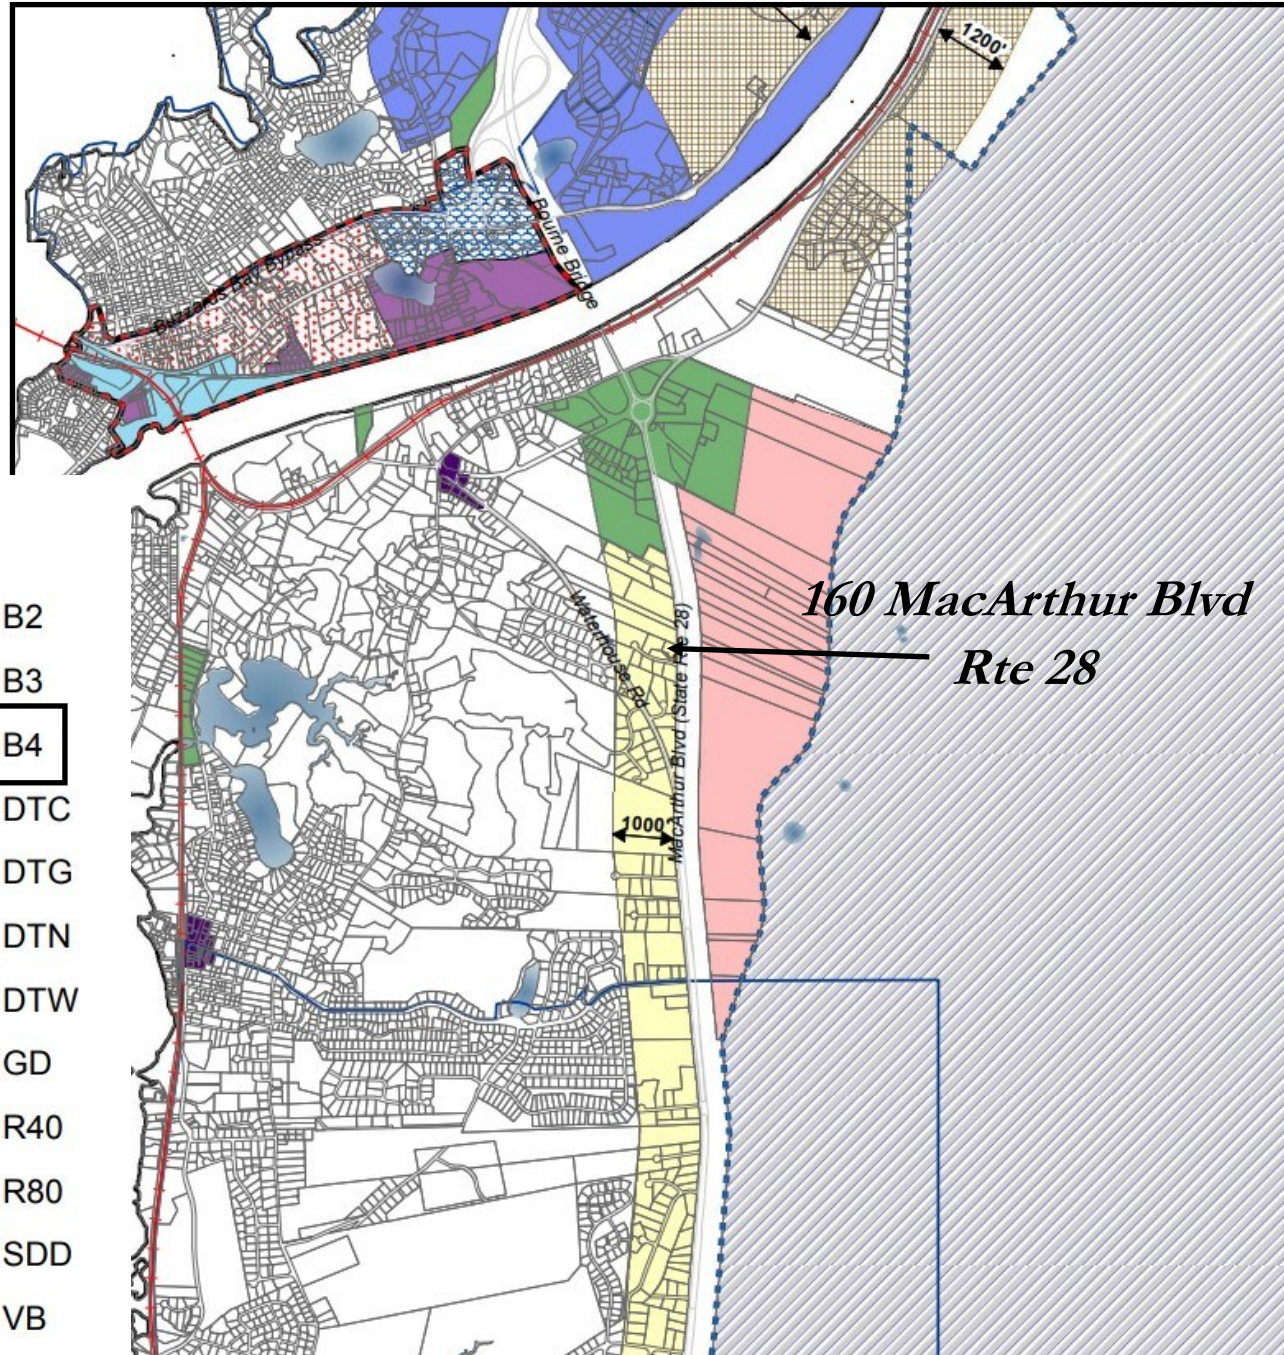 1200'
Bourne Bridge
Buzzards Bay Bypass
160 MacArthur Blvd
Rte 28
Waterhouse Rd
MacArthur Blvd (State Rte 28)
1000'
B2
B3
B4
DTC
DTG
DTN
DTW
GD
R40
R80
SDD
VB